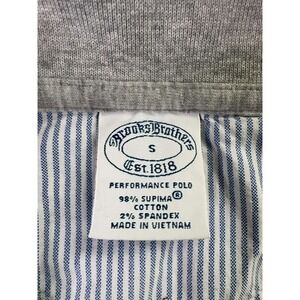 Brooks Brothers
S
Est. 1818
PERFORMANCE POLO
98% SUPIMA®
COTTON
2% SPANDEX
MADE IN VIETNAM